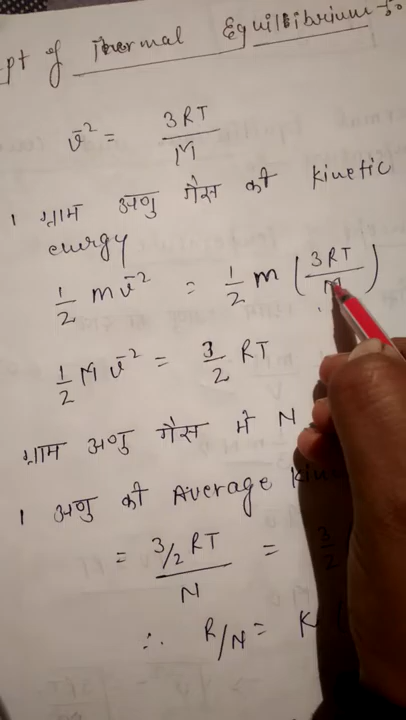 pt of Thermal Equilibrium
v̄² = 3RT / M
1 ग्राम अणु गैस की Kinetic
energy
1/2 m v̄² = 1/2 m (3RT / M)
1/2 M v̄² = 3/2 RT
ग्राम अणु गैस में N
1 अणु की Average
= 3/2 RT / N = 3/2
∴ R/N = K